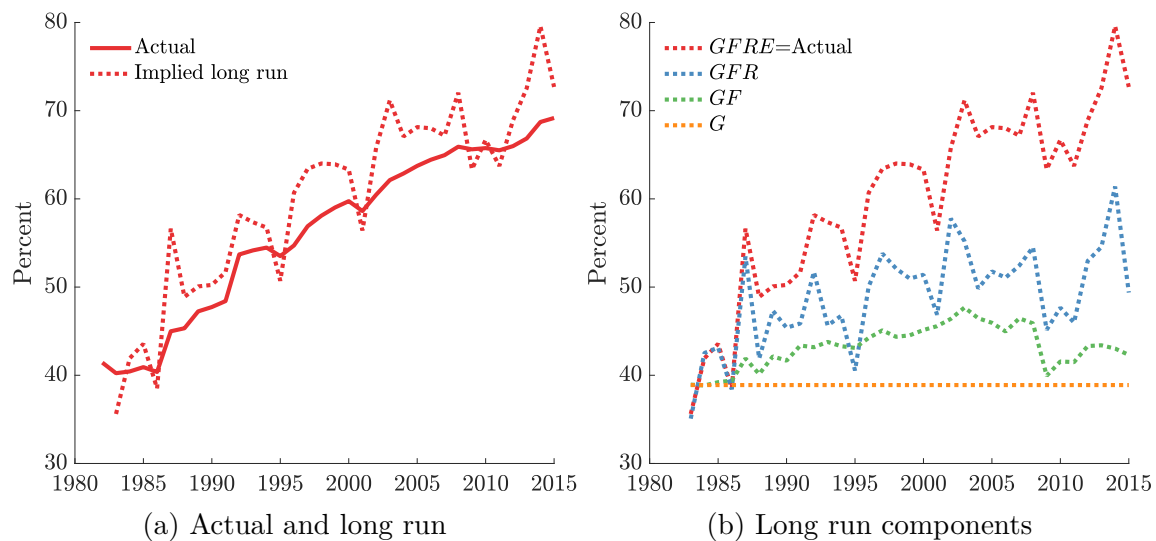 80
70
60
50
40
30
Percent
Actual
Implied long run
1980 1985 1990 1995 2000 2005 2010 2015
(a) Actual and long run
80
70
60
50
40
30
Percent
GFRE=Actual
GFR
GF
G
1980 1985 1990 1995 2000 2005 2010 2015
(b) Long run components